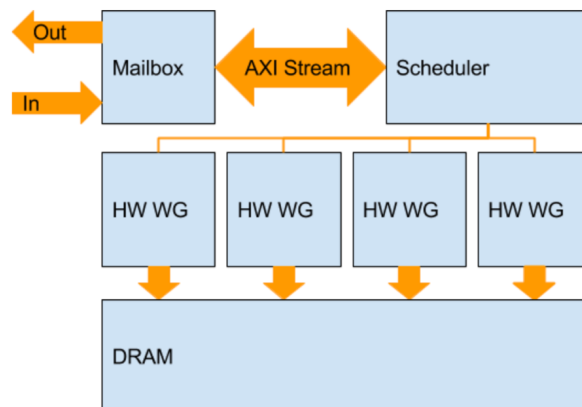 Out
Mailbox
AXI Stream
Scheduler
In
HW WG
HW WG
HW WG
HW WG
DRAM